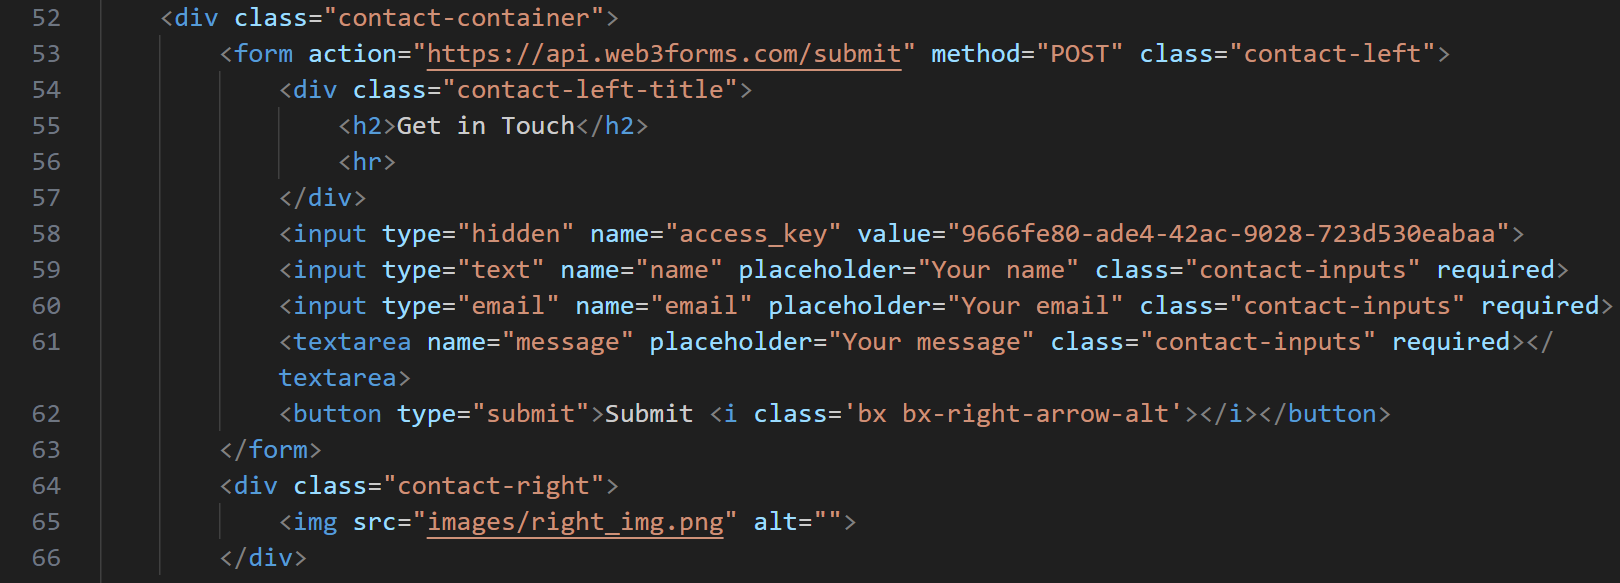 52 <div class="contact-container">
53 <form action="https://api.web3forms.com/submit" method="POST" class="contact-left">
54 <div class="contact-left-title">
55 <h2>Get in Touch</h2>
56 <hr>
57 </div>
58 <input type="hidden" name="access_key" value="9666fe80-ade4-42ac-9028-723d530eabaa">
59 <input type="text" name="name" placeholder="Your name" class="contact-inputs" required>
60 <input type="email" name="email" placeholder="Your email" class="contact-inputs" required>
61 <textarea name="message" placeholder="Your message" class="contact-inputs" required></
textarea>
62 <button type="submit">Submit <i class='bx bx-right-arrow-alt'></i></button>
63 </form>
64 <div class="contact-right">
65 <img src="images/right_img.png" alt="">
66 </div>